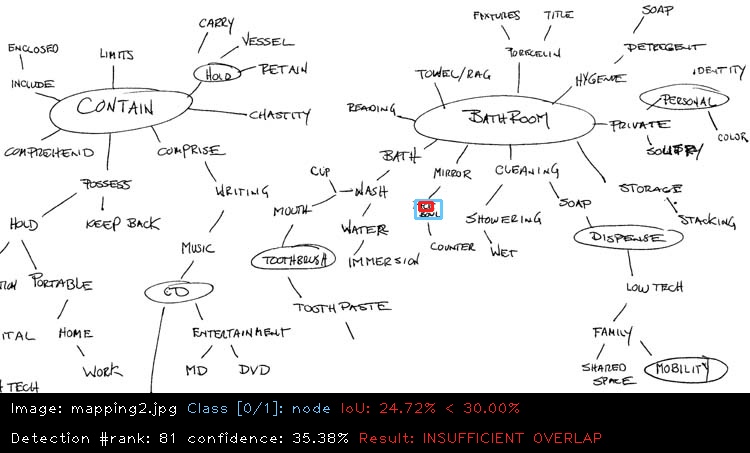 FIXTURES TITLE SOAP
CARRY
ENCLOSED LIMITS VESSEL PORCELIN DETERGENT
HOLD RETAIN TOWEL/RAG HYGENE IDENTITY
INCLUDE
CONTAIN CHASTITY READING BATHROOM PERSONAL
PRIVATE COLOR
COMPREHEND COMPRISE BATH
CUP MIRROR CLEANING
POSSESS WRITING WASH STORAGE
MOUTH BOWL SHOWERING SOAP STACKING
HOLD KEEP BACK WATER
MUSIC TOOTHBRUSH IMMERSION COUNTER WET DISPENSE
PORTABLE CD LOW TECH
TOOTHPASTE
ITAL HOME ENTERTAINMENT FAMILY
WORK MD DVD SHARED
SPACE MOBILITY
H TECH
Image: mapping2.jpg Class [0/1]: node IoU: 24.72% < 30.00%
Detection #rank: 81 confidence: 35.38% Result: INSUFFICIENT OVERLAP